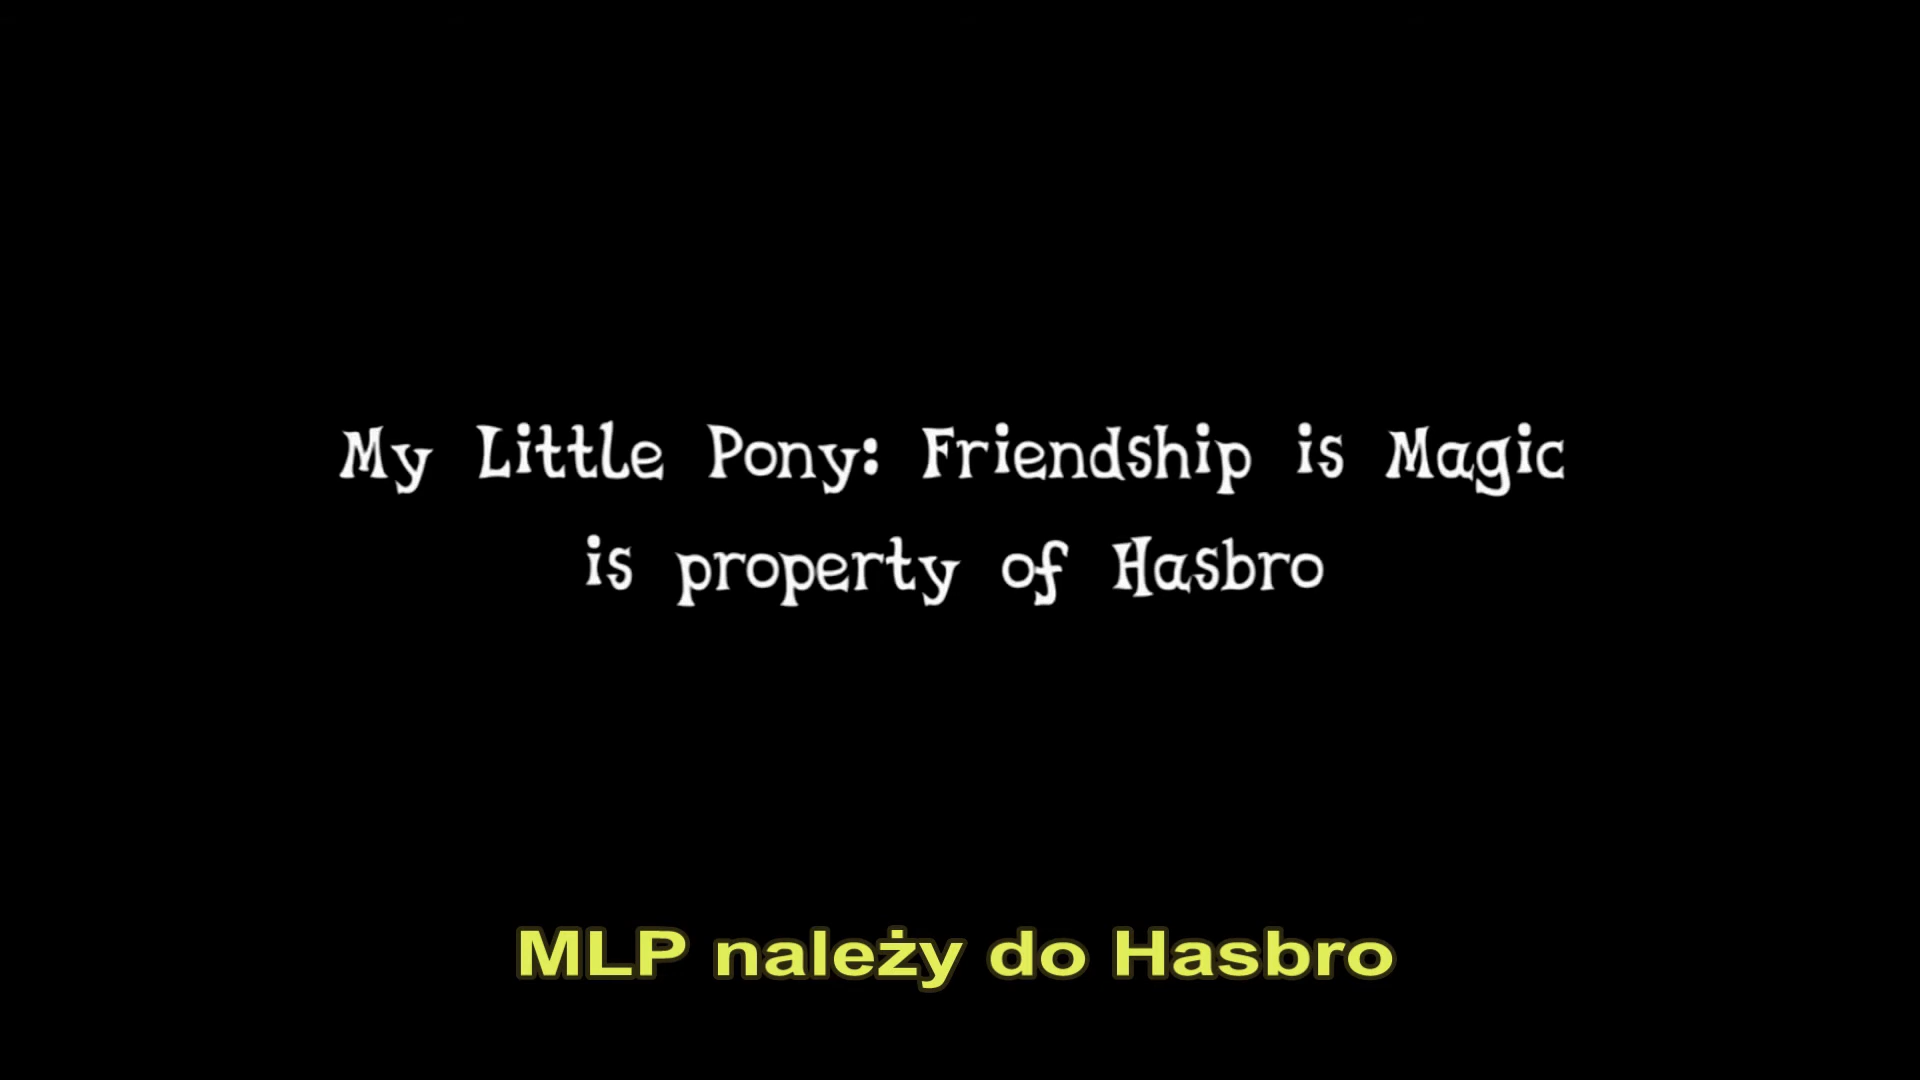 My Little Pony: Friendship is Magic
is property of Hasbro
MLP należy do Hasbro